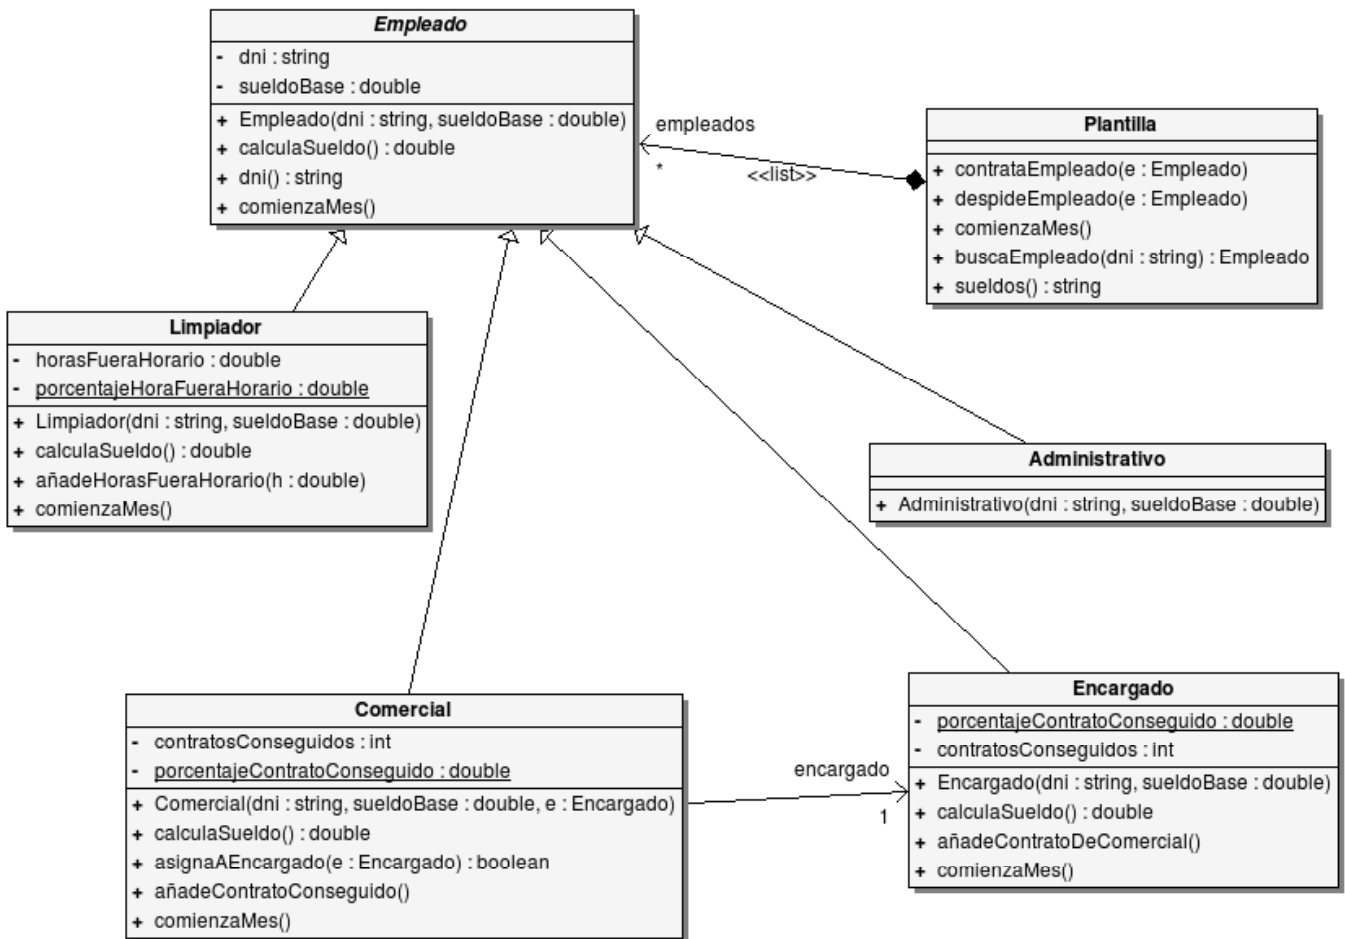 Empleado
- dni : string
- sueldoBase : double
+ Empleado(dni : string, sueldoBase : double)
+ calculaSueldo() : double
+ dni() : string
+ comienzaMes()
empleados
*
<<list>>
Plantilla
+ contrataEmpleado(e : Empleado)
+ despideEmpleado(e : Empleado)
+ comienzaMes()
+ buscaEmpleado(dni : string) : Empleado
+ sueldos() : string
Limpiador
- horasFueraHorario : double
- porcentajeHoraFueraHorario : double
+ Limpiador(dni : string, sueldoBase : double)
+ calculaSueldo() : double
+ añadeHorasFueraHorario(h : double)
+ comienzaMes()
Administrativo
+ Administrativo(dni : string, sueldoBase : double)
Comercial
- contratosConseguidos : int
- porcentajeContratoConseguido : double
+ Comercial(dni : string, sueldoBase : double, e : Encargado)
+ calculaSueldo() : double
+ asignaAEncargado(e : Encargado) : boolean
+ añadeContratoConseguido()
+ comienzaMes()
encargado
1
Encargado
- porcentajeContratoConseguido : double
- contratosConseguidos : int
+ Encargado(dni : string, sueldoBase : double)
+ calculaSueldo() : double
+ añadeContratoDeComercial()
+ comienzaMes()